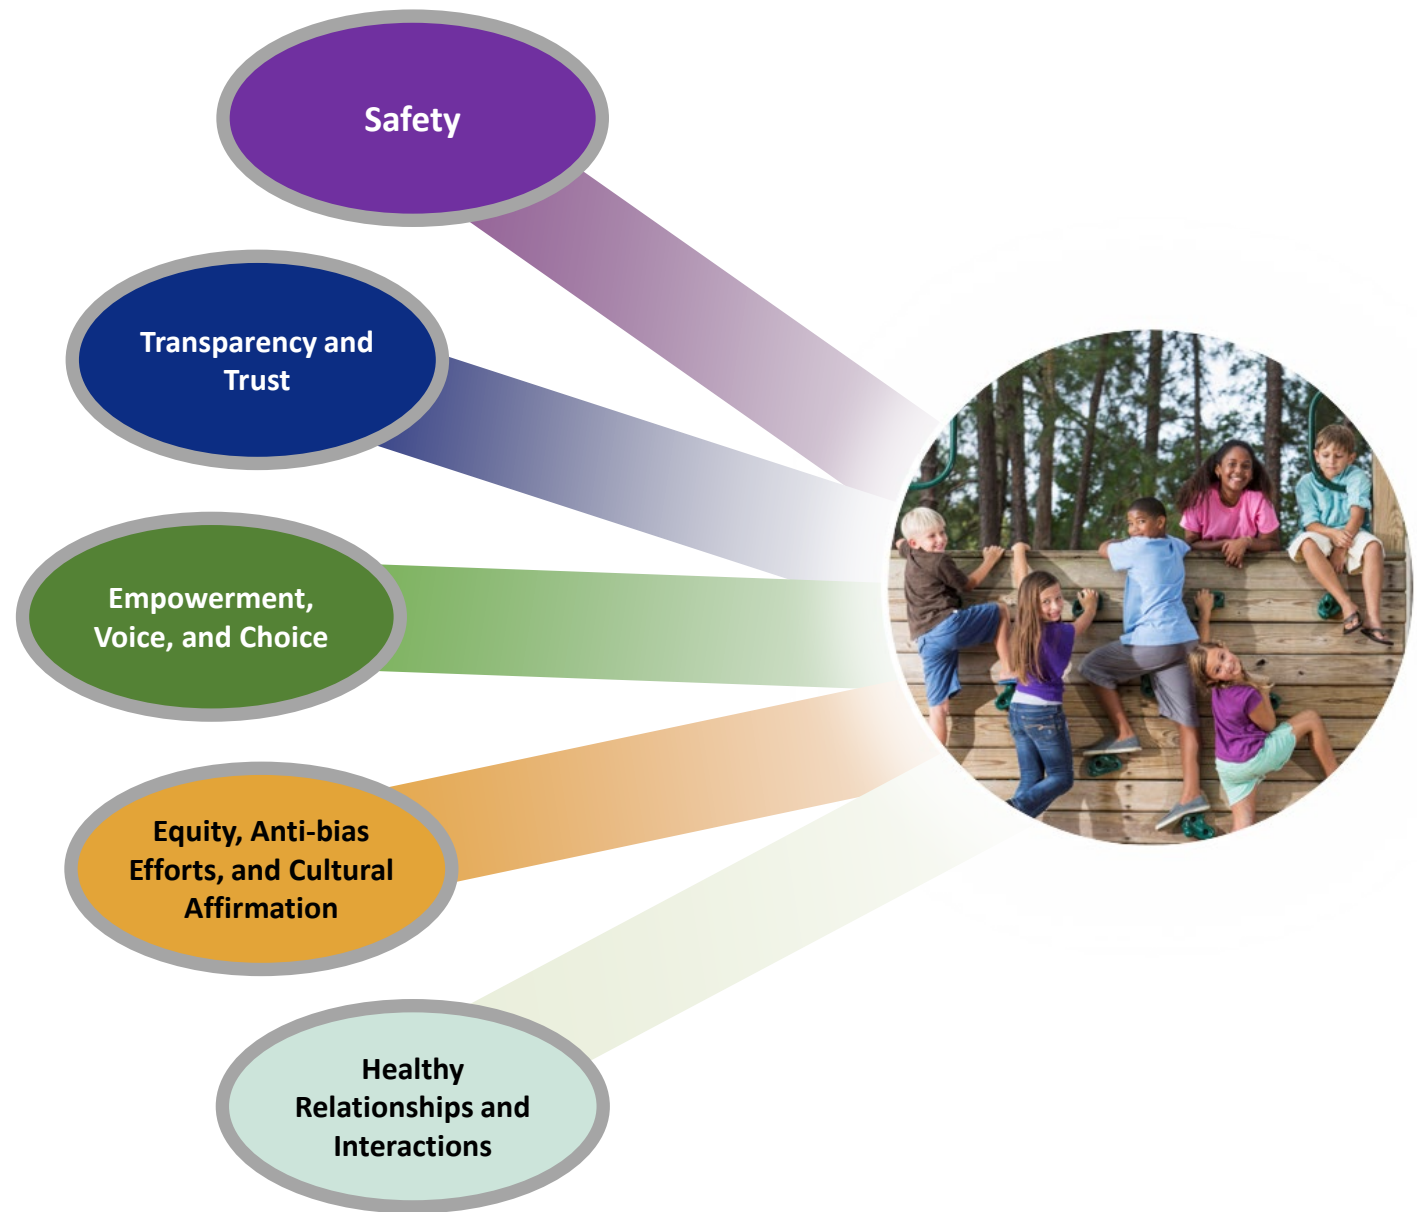 Safety
Transparency and
Trust
Empowerment,
Voice, and Choice
Equity, Anti-bias
Efforts, and Cultural
Affirmation
Healthy
Relationships and
Interactions